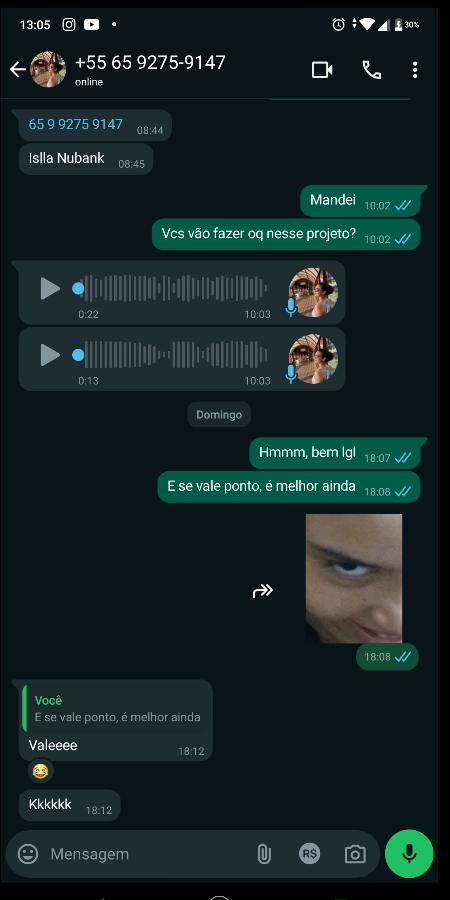 13:05
30%
+55 65 9275-9147
online
65 9 9275 9147 08:44
Islla Nubank 08:45
Mandei 10:02
Vcs vão fazer oq nesse projeto? 10:02
0:22 10:03
0:13 10:03
Domingo
Hmmm, bem lgl 18:07
E se vale ponto, é melhor ainda 18:08
18:08
Você
E se vale ponto, é melhor ainda
Valeeee 18:12
Kkkkkk 18:12
Mensagem
R$